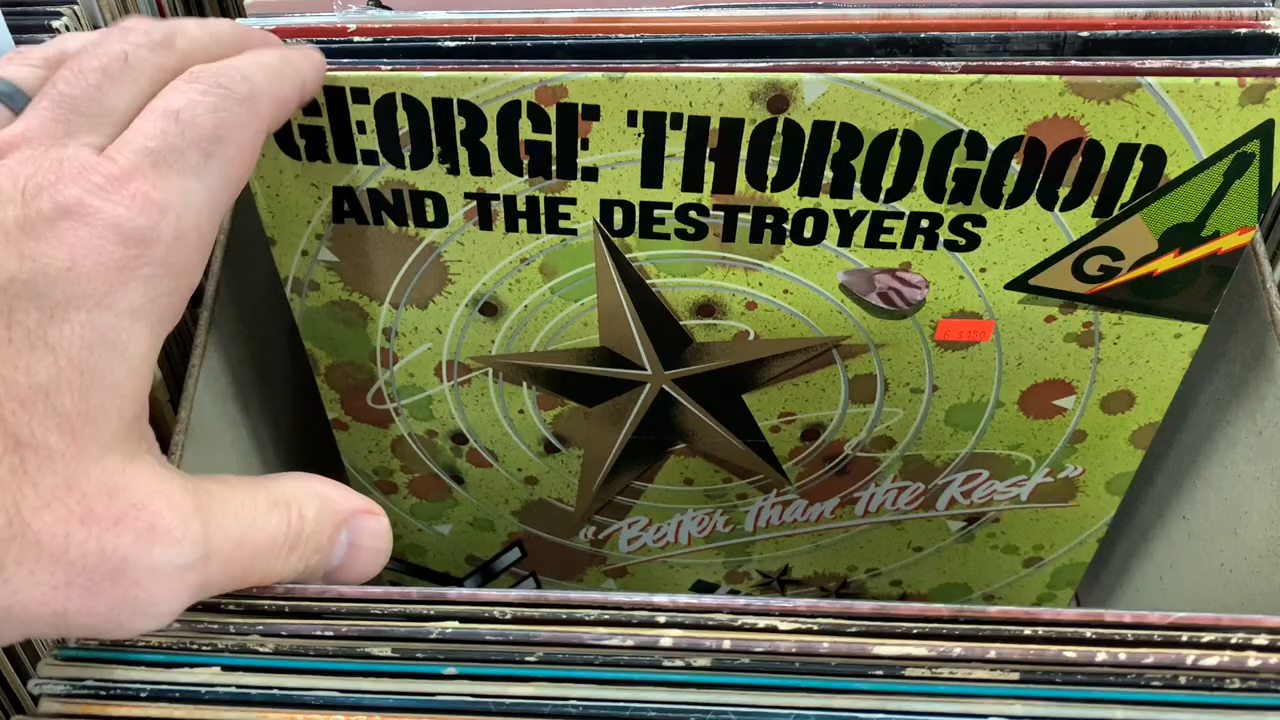 GEORGE THOROGOOD
AND THE DESTROYERS
G
"Better than the Rest"